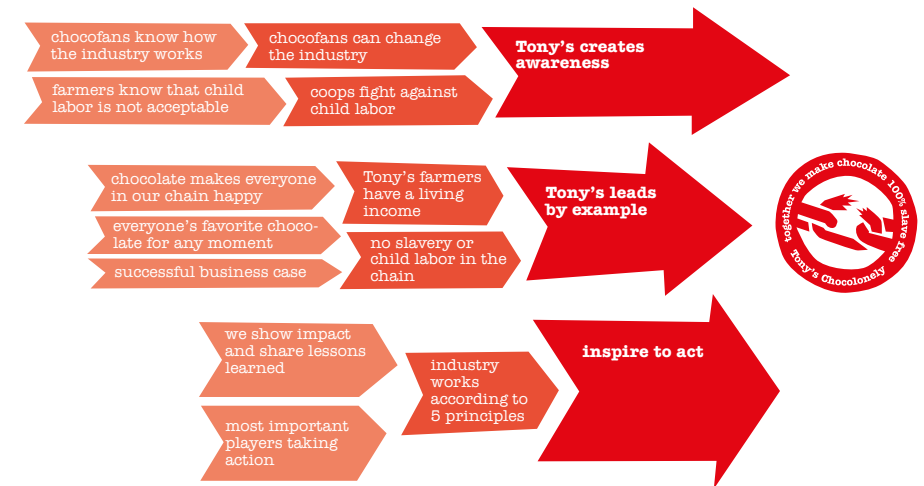 chocofans know how
the industry works
chocofans can change
the industry
Tony's creates
awareness
farmers know that child
labor is not acceptable
coops fight against
child labor
chocolate makes everyone
in our chain happy
Tony's farmers
have a living
income
Tony's leads
by example
everyone's favorite choco-
late for any moment
no slavery or
child labor in the
chain
successful business case
together we make chocolate 100% slave free
Tony's Chocolonely
we show impact
and share lessons
learned
industry
works
according to
5 principles
inspire to act
most important
players taking
action